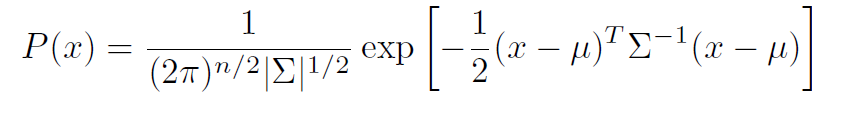 P(x) = \frac{1}{(2\pi)^{n/2}|\Sigma|^{1/2}} \exp\left[-\frac{1}{2}(x - \mu)^T \Sigma^{-1}(x - \mu)\right]